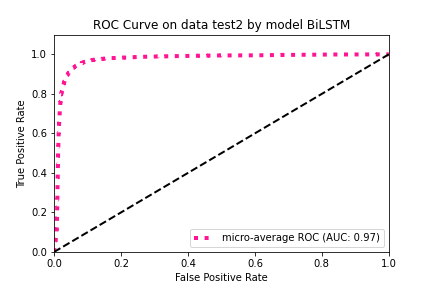 ROC Curve on data test2 by model BiLSTM
1.0
0.8
0.6
0.4
0.2
0.0
True Positive Rate
micro-average ROC (AUC: 0.97)
0.0 0.2 0.4 0.6 0.8 1.0
False Positive Rate